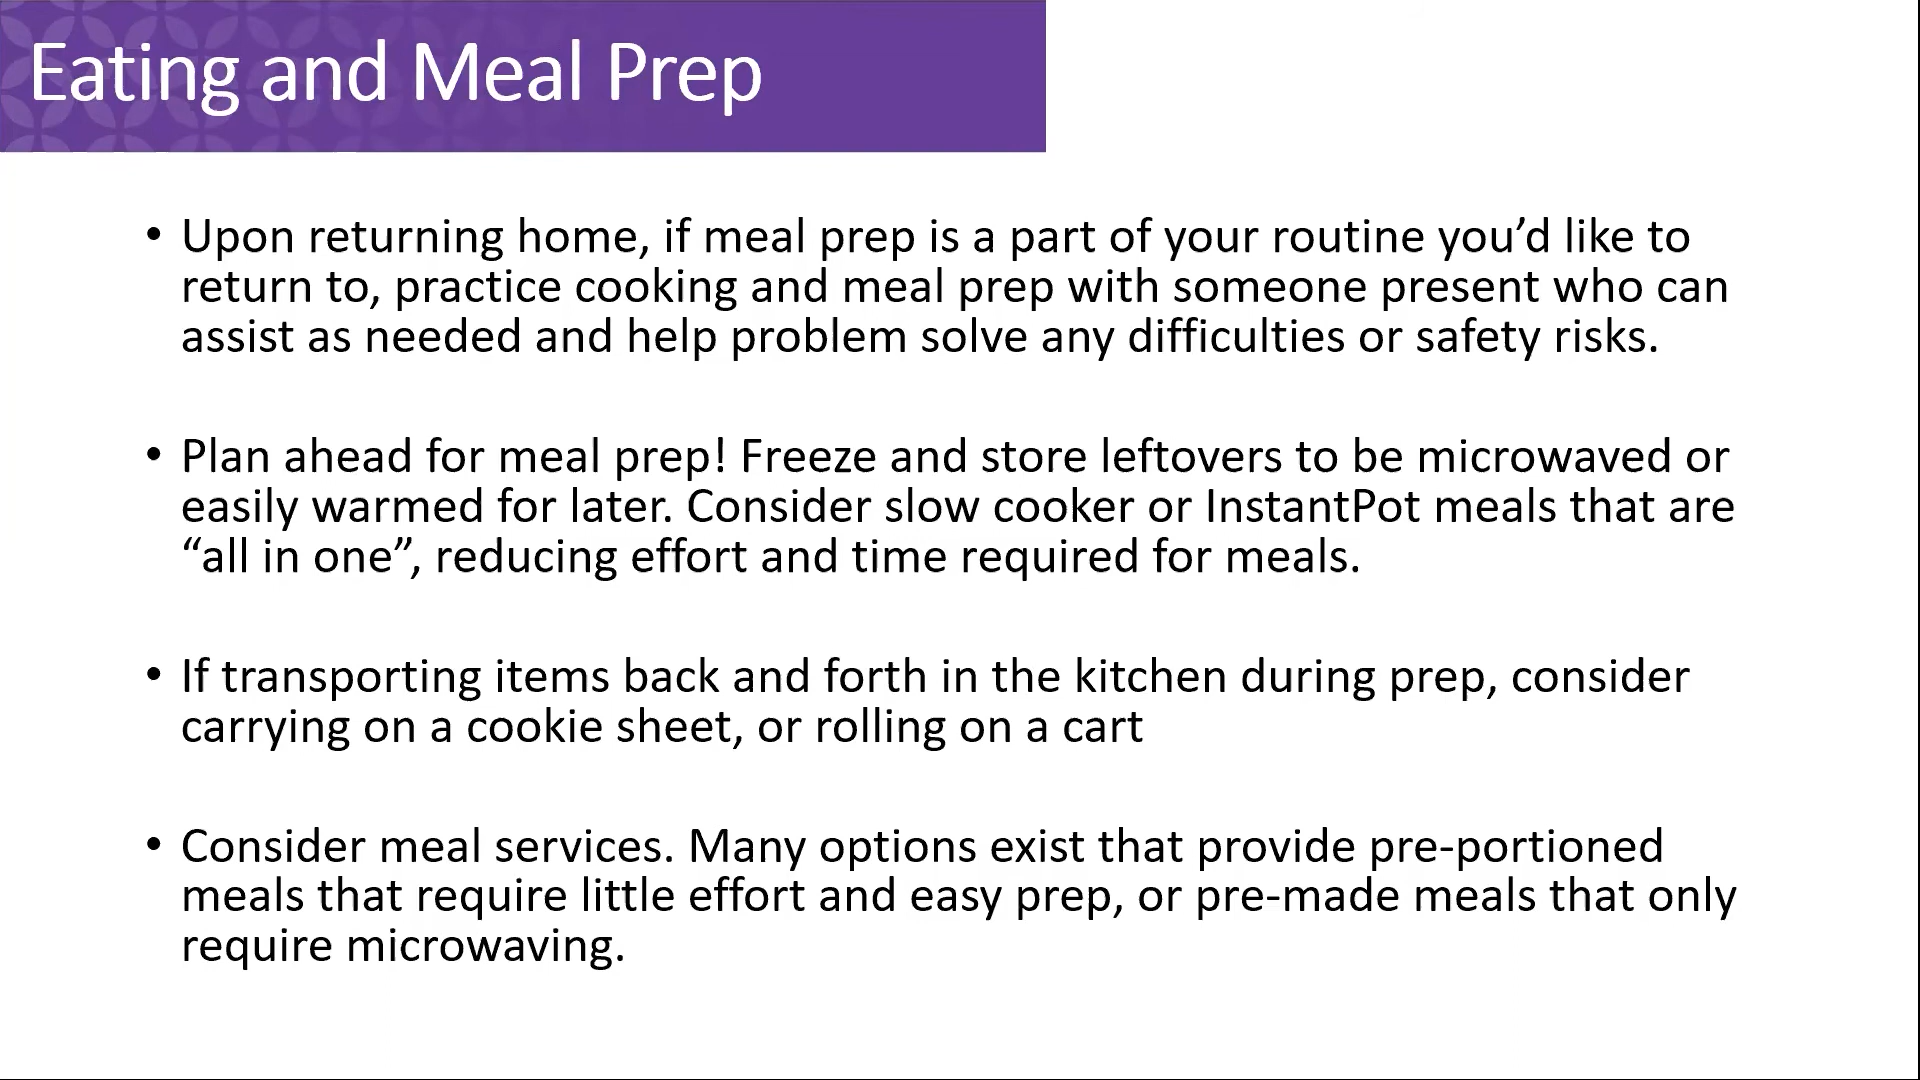 Eating and Meal Prep
• Upon returning home, if meal prep is a part of your routine you’d like to
return to, practice cooking and meal prep with someone present who can
assist as needed and help problem solve any difficulties or safety risks.
• Plan ahead for meal prep! Freeze and store leftovers to be microwaved or
easily warmed for later. Consider slow cooker or InstantPot meals that are
“all in one”, reducing effort and time required for meals.
• If transporting items back and forth in the kitchen during prep, consider
carrying on a cookie sheet, or rolling on a cart
• Consider meal services. Many options exist that provide pre-portioned
meals that require little effort and easy prep, or pre-made meals that only
require microwaving.